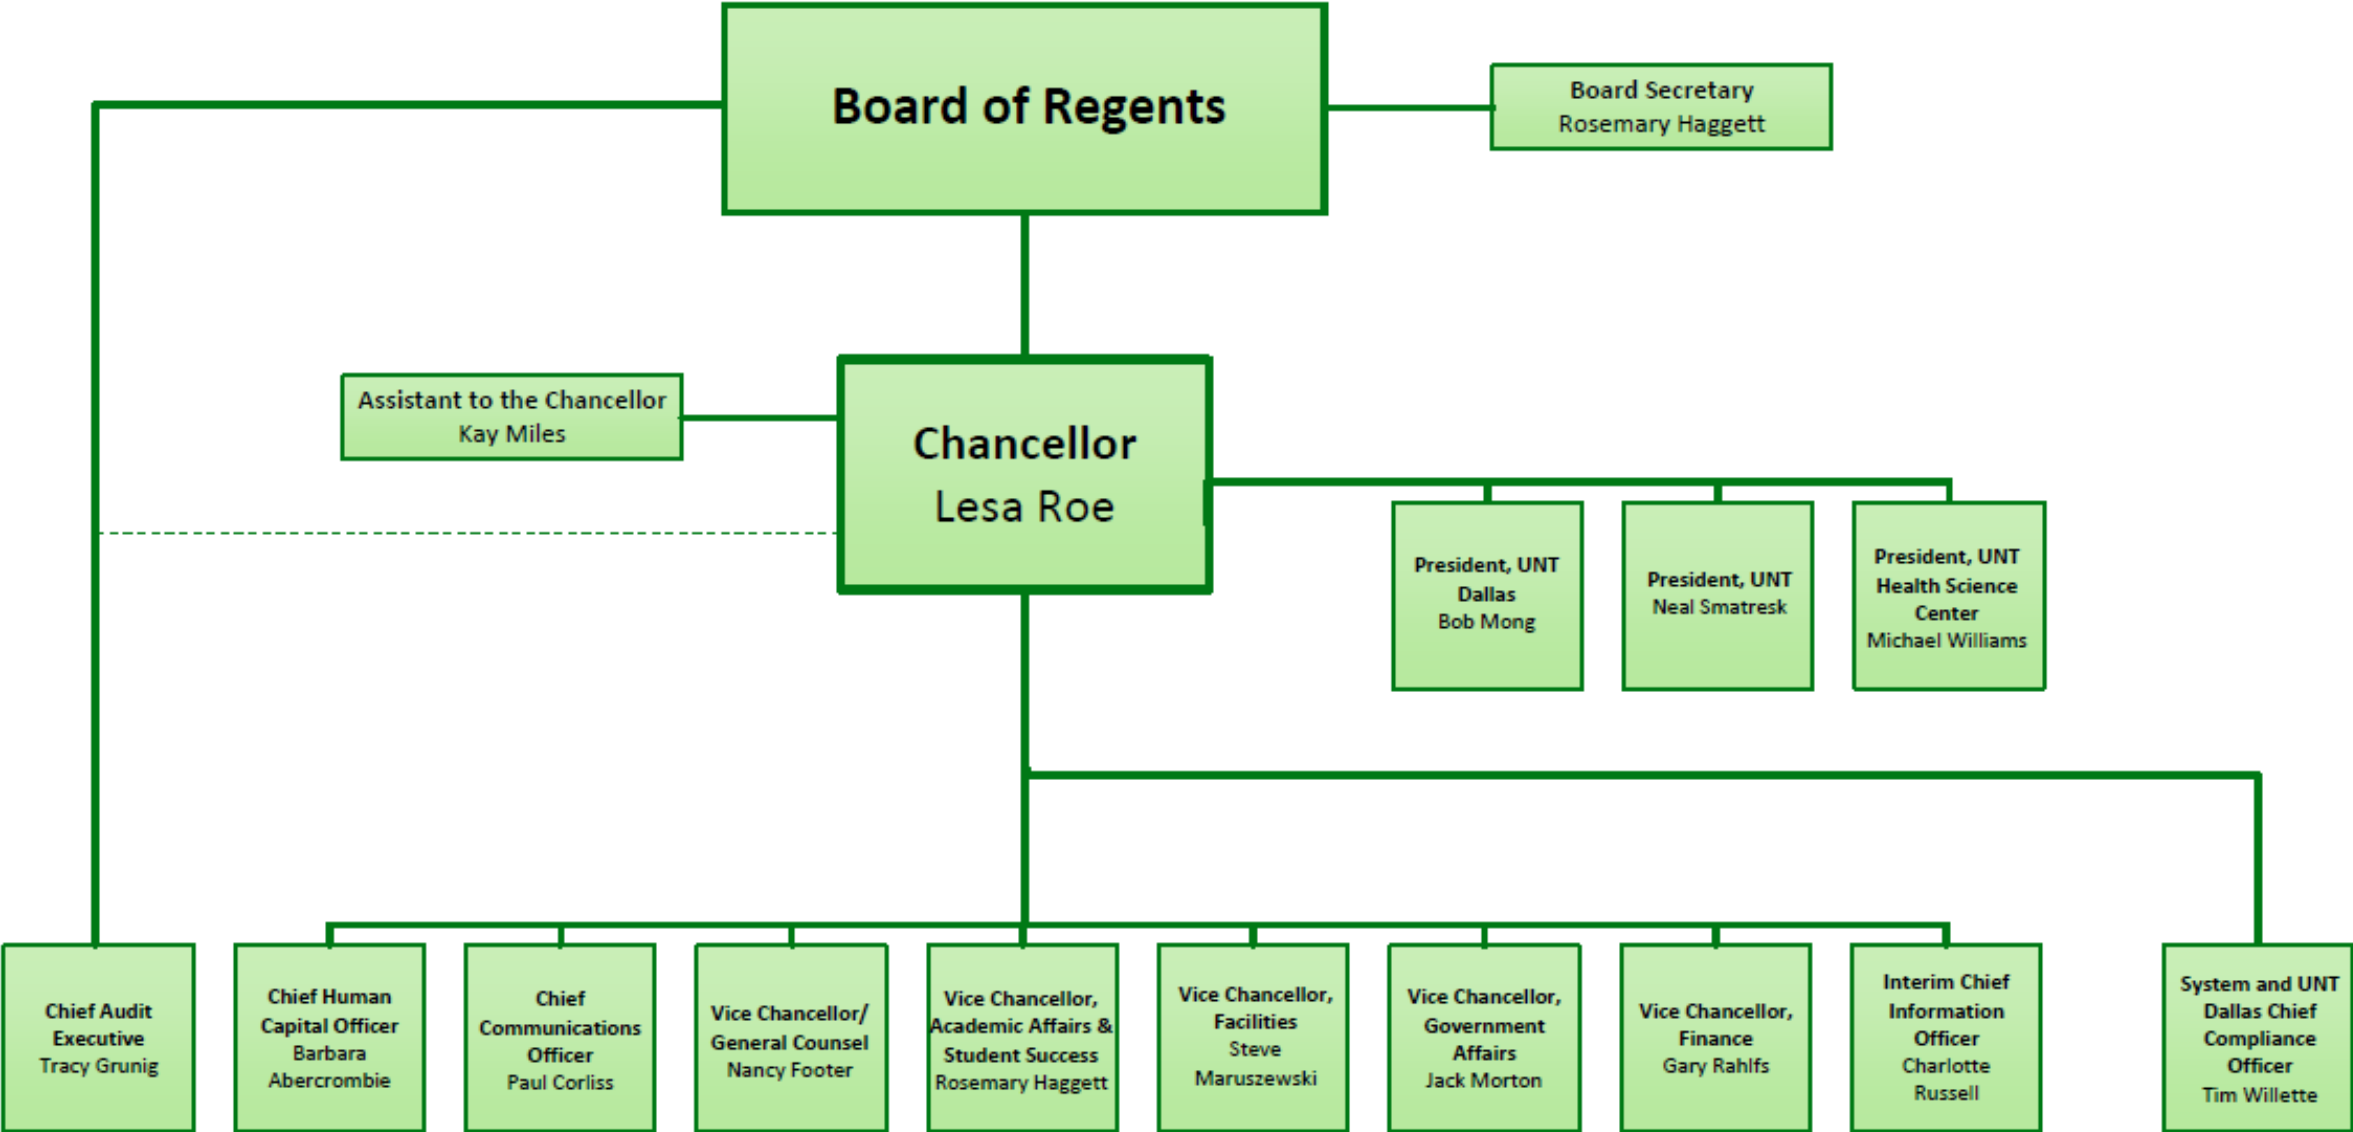 Board of Regents
Board Secretary
Rosemary Haggett
Assistant to the Chancellor
Kay Miles
Chancellor
Lesa Roe
President, UNT
Dallas
Bob Mong
President, UNT
Neal Smatresk
President, UNT
Health Science
Center
Michael Williams
Chief Audit
Executive
Tracy Grunig
Chief Human
Capital Officer
Barbara
Abercrombie
Chief
Communications
Officer
Paul Corliss
Vice Chancellor/
General Counsel
Nancy Footer
Vice Chancellor,
Academic Affairs &
Student Success
Rosemary Haggett
Vice Chancellor,
Facilities
Steve
Maruszewski
Vice Chancellor,
Government
Affairs
Jack Morton
Vice Chancellor,
Finance
Gary Rahlfs
Interim Chief
Information
Officer
Charlotte
Russell
System and UNT
Dallas Chief
Compliance
Officer
Tim Willette